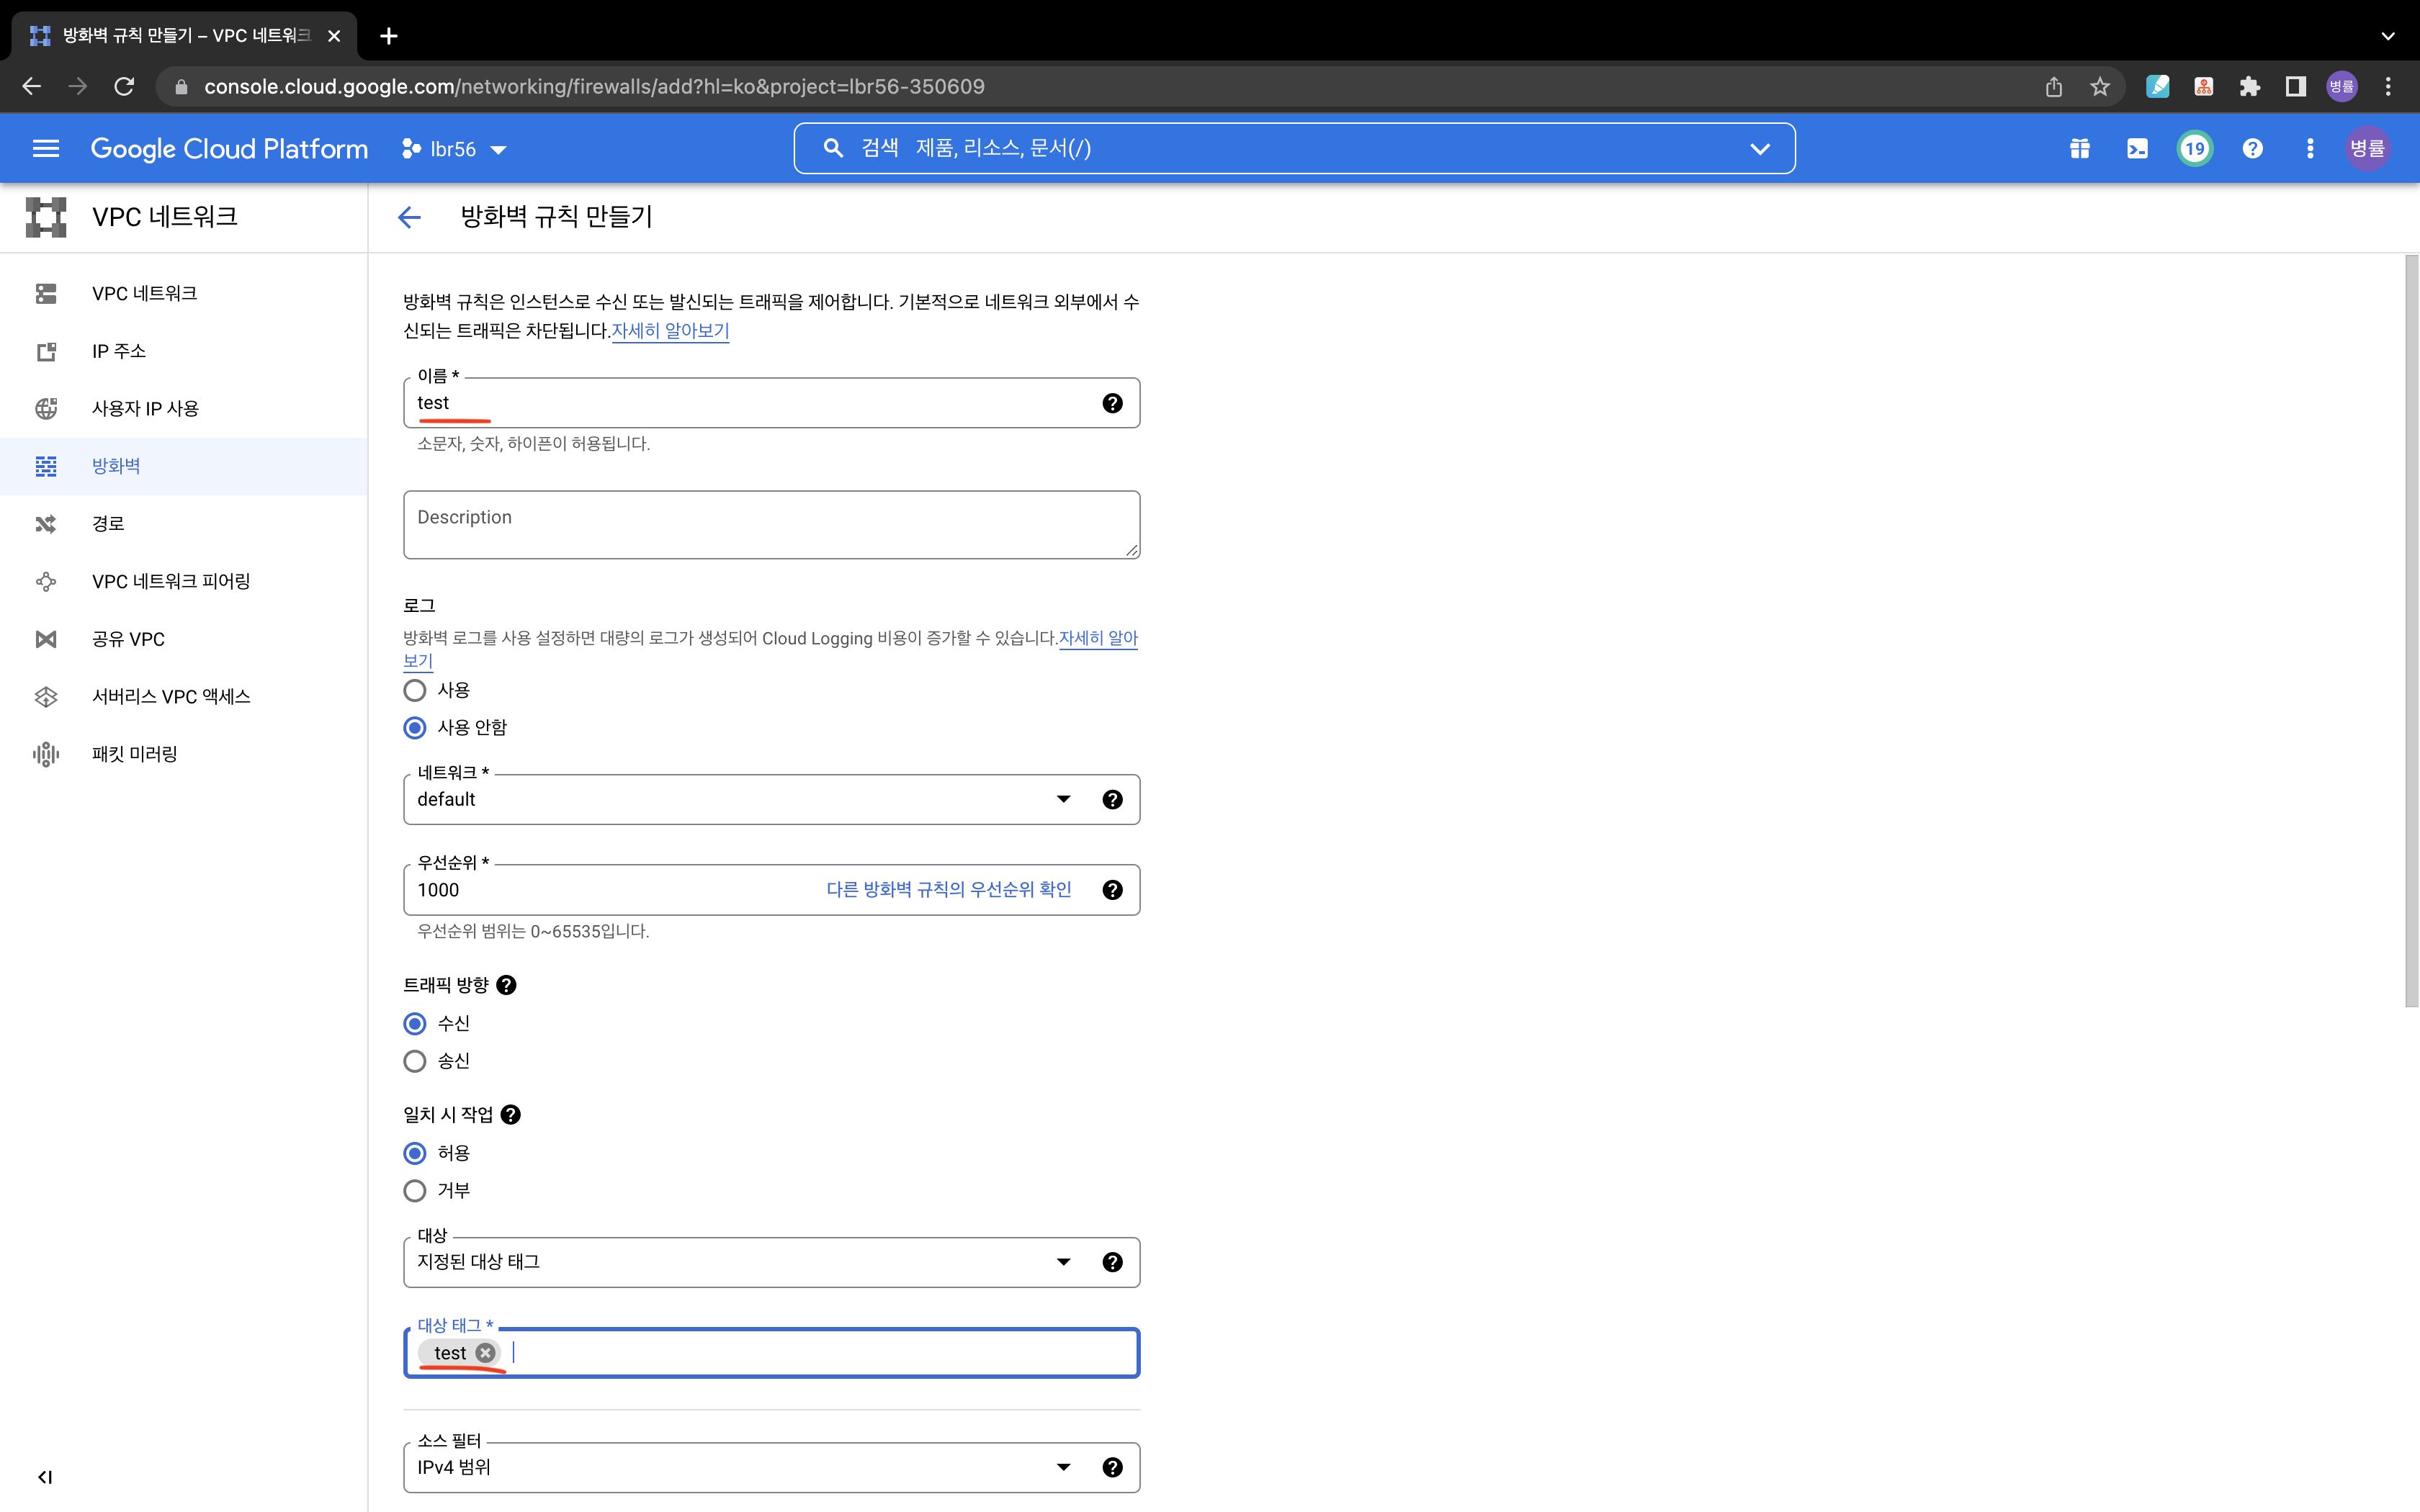 방화벽 규칙 만들기 – VPC 네트워크
console.cloud.google.com/networking/firewalls/add?hl=ko&project=lbr56-350609
병률
Google Cloud Platform
lbr56
검색 제품, 리소스, 문서(/)
19
병률
VPC 네트워크
방화벽 규칙 만들기
VPC 네트워크
IP 주소
사용자 IP 사용
방화벽
경로
VPC 네트워크 피어링
공유 VPC
서버리스 VPC 액세스
패킷 미러링
방화벽 규칙은 인스턴스로 수신 또는 발신되는 트래픽을 제어합니다. 기본적으로 네트워크 외부에서 수
신되는 트래픽은 차단됩니다.자세히 알아보기
이름 *
test
소문자, 숫자, 하이픈이 허용됩니다.
Description
로그
방화벽 로그를 사용 설정하면 대량의 로그가 생성되어 Cloud Logging 비용이 증가할 수 있습니다.자세히 알아
보기
사용
사용 안함
네트워크 *
default
우선순위 *
1000 다른 방화벽 규칙의 우선순위 확인
우선순위 범위는 0~65535입니다.
트래픽 방향
수신
송신
일치 시 작업
허용
거부
대상
지정된 대상 태그
대상 태그 *
test
소스 필터
IPv4 범위